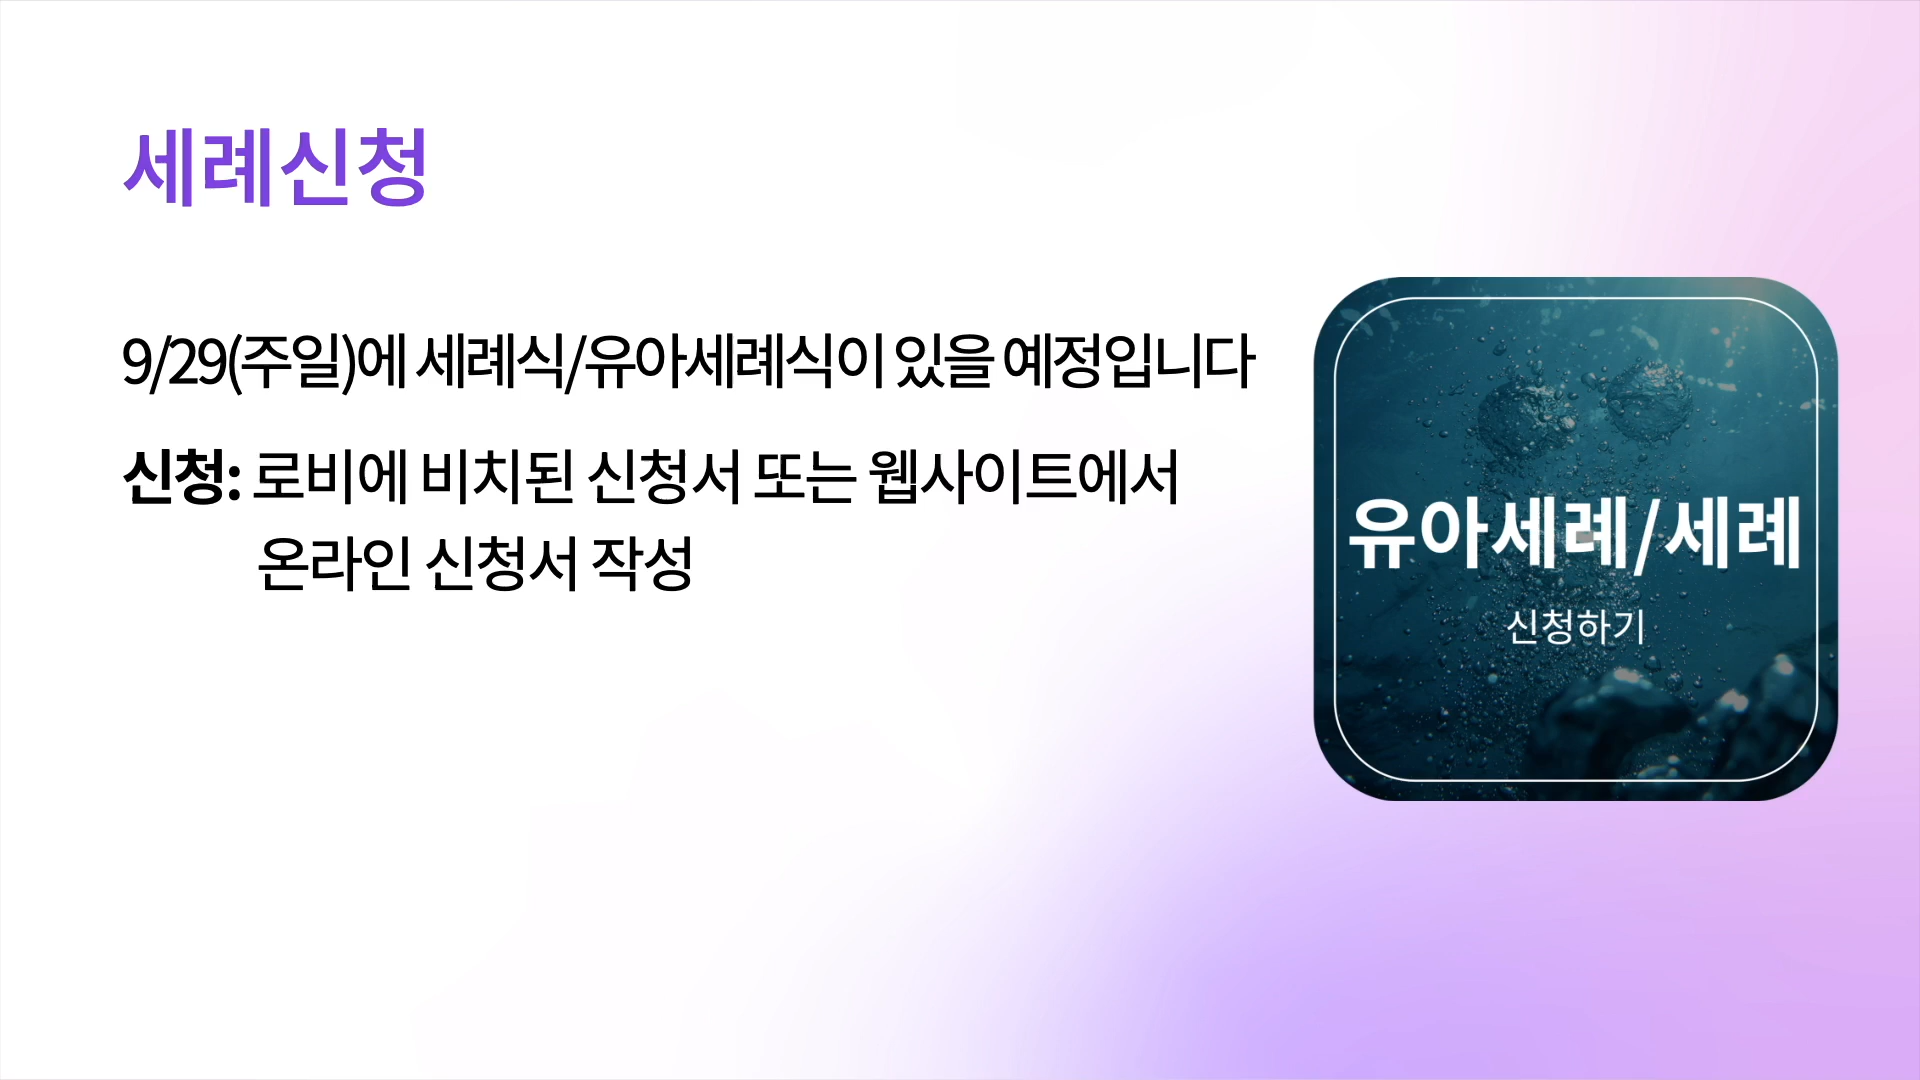 세례신청
9/29(주일)에 세례식/유아세례식이 있을 예정입니다
신청: 로비에 비치된 신청서 또는 웹사이트에서
온라인 신청서 작성
유아세례/세례
신청하기